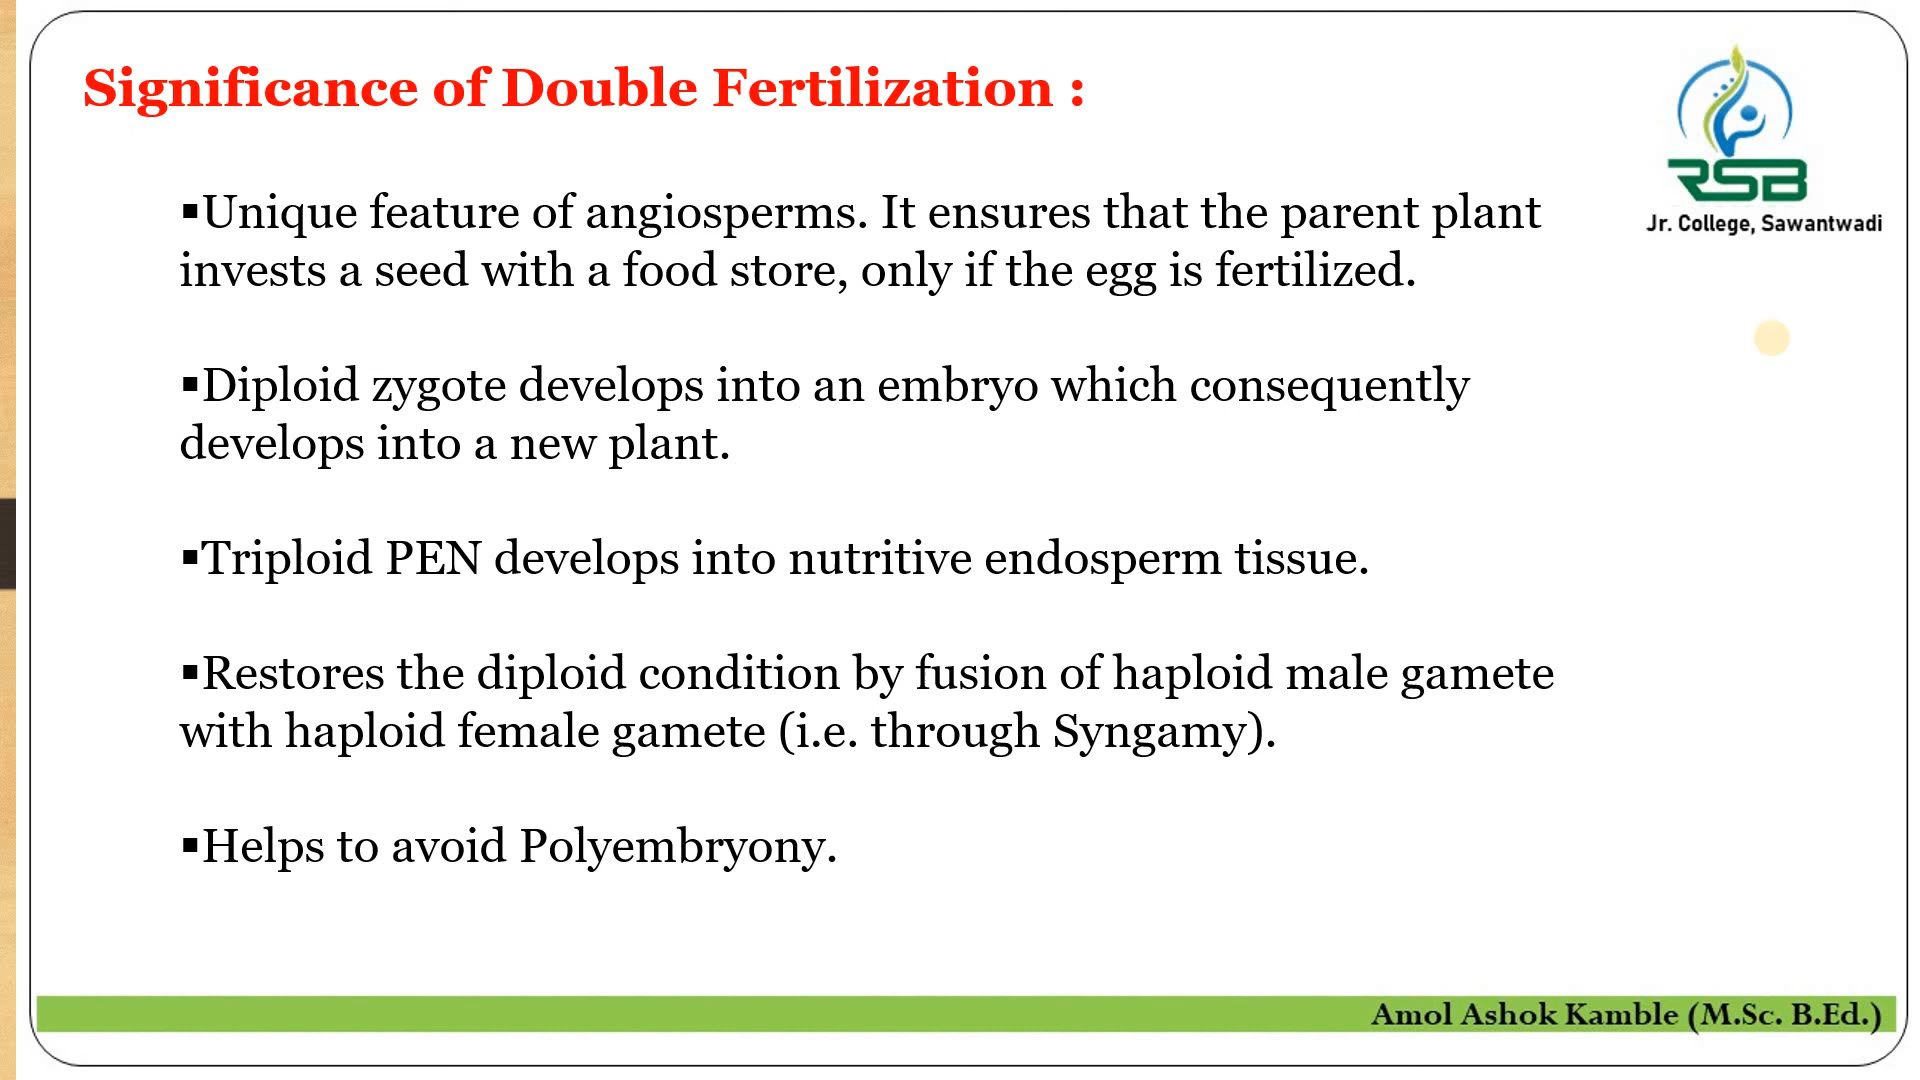 Significance of Double Fertilization :
RSB
Jr. College, Sawantwadi
▪Unique feature of angiosperms. It ensures that the parent plant
invests a seed with a food store, only if the egg is fertilized.
▪Diploid zygote develops into an embryo which consequently
develops into a new plant.
▪Triploid PEN develops into nutritive endosperm tissue.
▪Restores the diploid condition by fusion of haploid male gamete
with haploid female gamete (i.e. through Syngamy).
▪Helps to avoid Polyembryony.
Amol Ashok Kamble (M.Sc. B.Ed.)